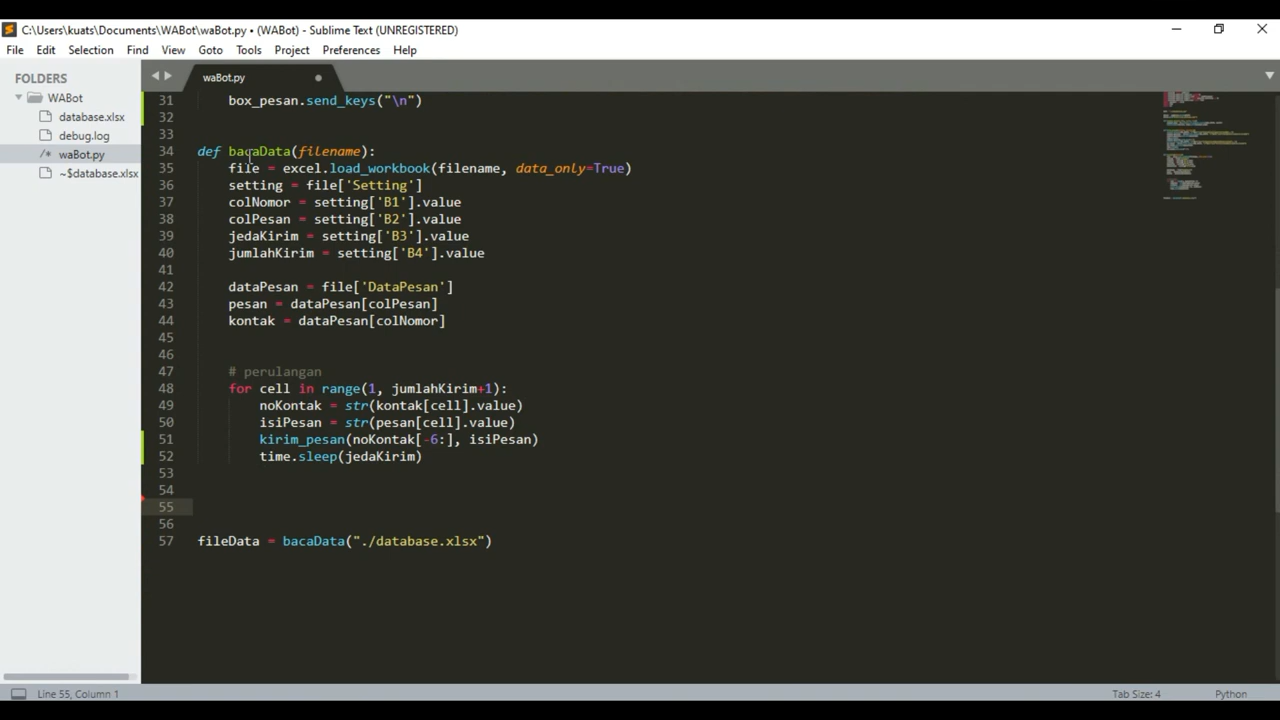 C:\Users\kuats\Documents\WABot\waBot.py • (WABot) - Sublime Text (UNREGISTERED)
File Edit Selection Find View Goto Tools Project Preferences Help
FOLDERS
WABot
database.xlsx
debug.log
/* waBot.py
~$database.xlsx
waBot.py
31 box_pesan.send_keys("\n")
32
33
34 def bacaData(filename):
35 file = excel.load_workbook(filename, data_only=True)
36 setting = file['Setting']
37 colNomor = setting['B1'].value
38 colPesan = setting['B2'].value
39 jedaKirim = setting['B3'].value
40 jumlahKirim = setting['B4'].value
41
42 dataPesan = file['DataPesan']
43 pesan = dataPesan[colPesan]
44 kontak = dataPesan[colNomor]
45
46
47 # perulangan
48 for cell in range(1, jumlahKirim+1):
49 noKontak = str(kontak[cell].value)
50 isiPesan = str(pesan[cell].value)
51 kirim_pesan(noKontak[-6:], isiPesan)
52 time.sleep(jedaKirim)
53
54
55
56
57 fileData = bacaData("./database.xlsx")
Line 55, Column 1
Tab Size: 4
Python